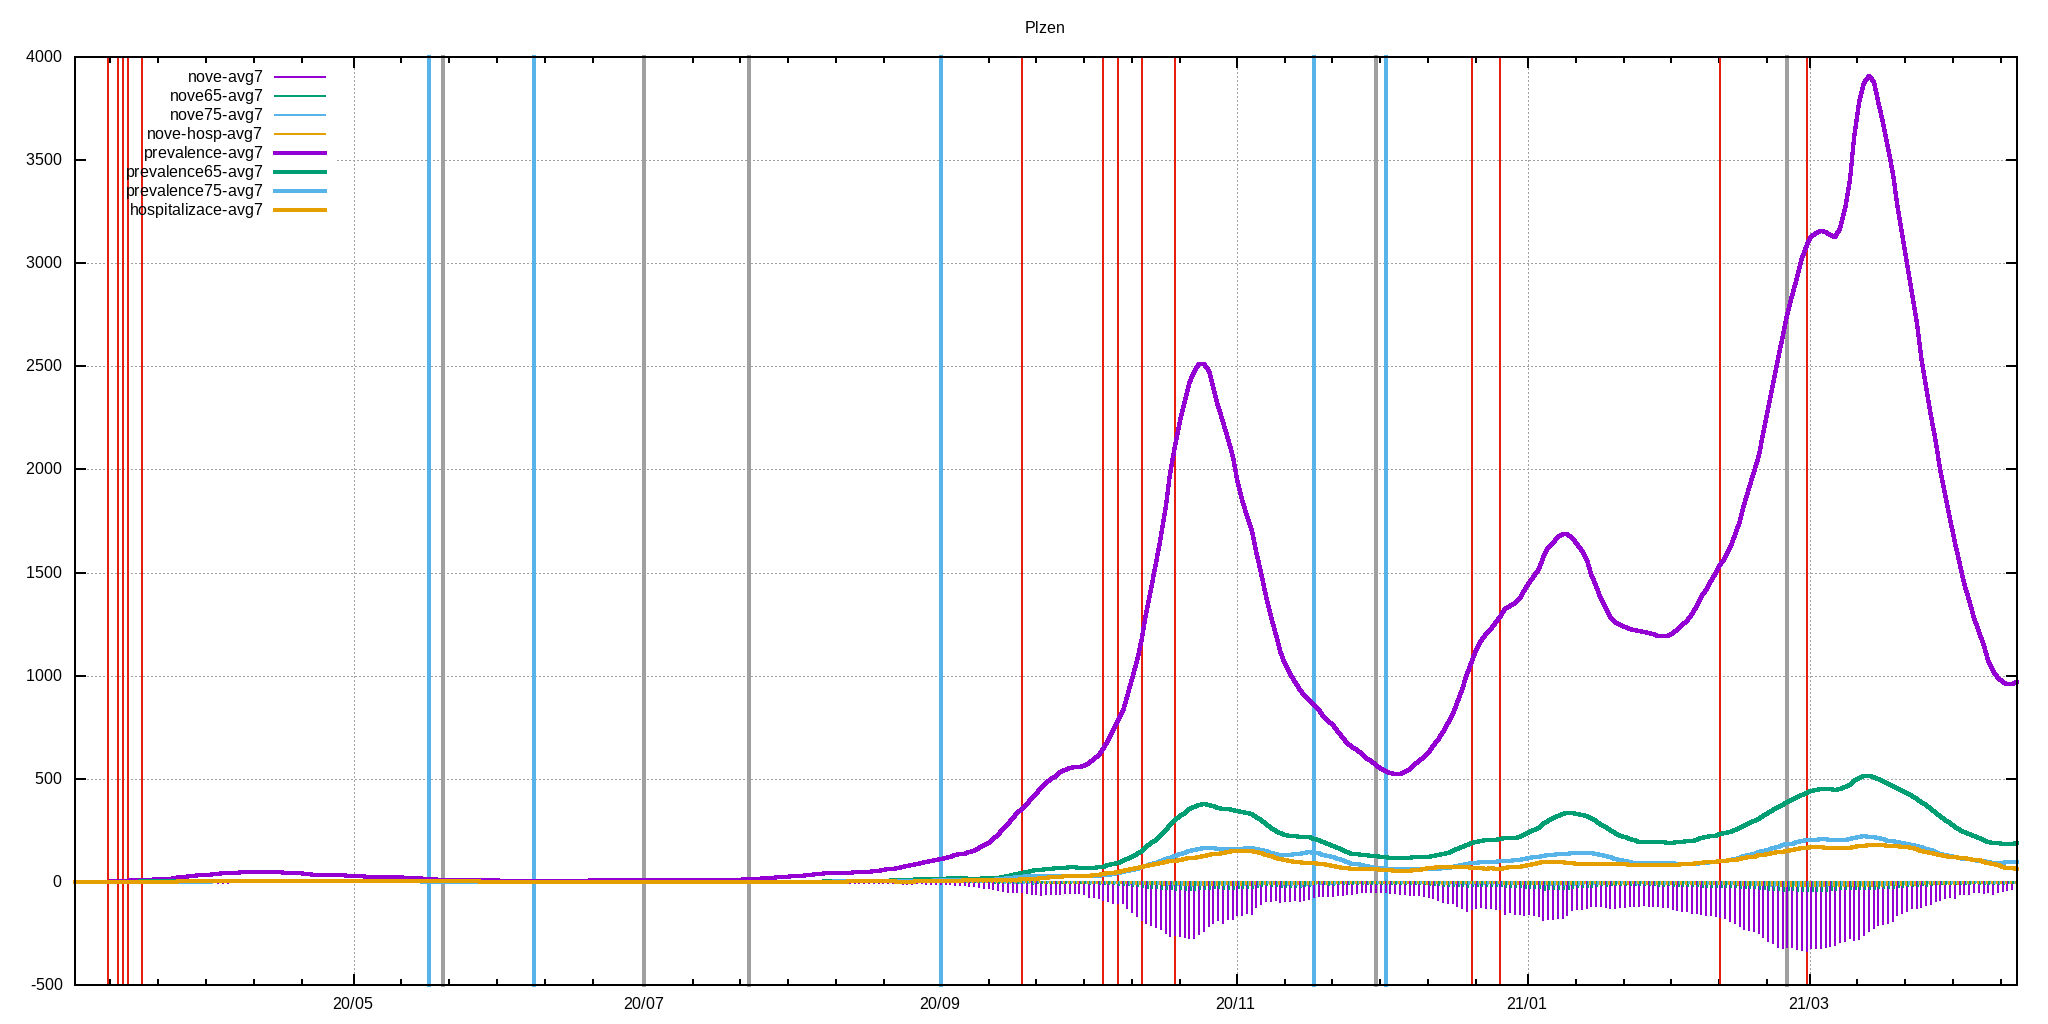 Plzen
4000
3500
3000
2500
2000
1500
1000
500
0
-500
nove-avg7
nove65-avg7
nove75-avg7
nove-hosp-avg7
prevalence-avg7
prevalence65-avg7
prevalence75-avg7
hospitalizace-avg7
20/05 20/07 20/09 20/11 21/01 21/03